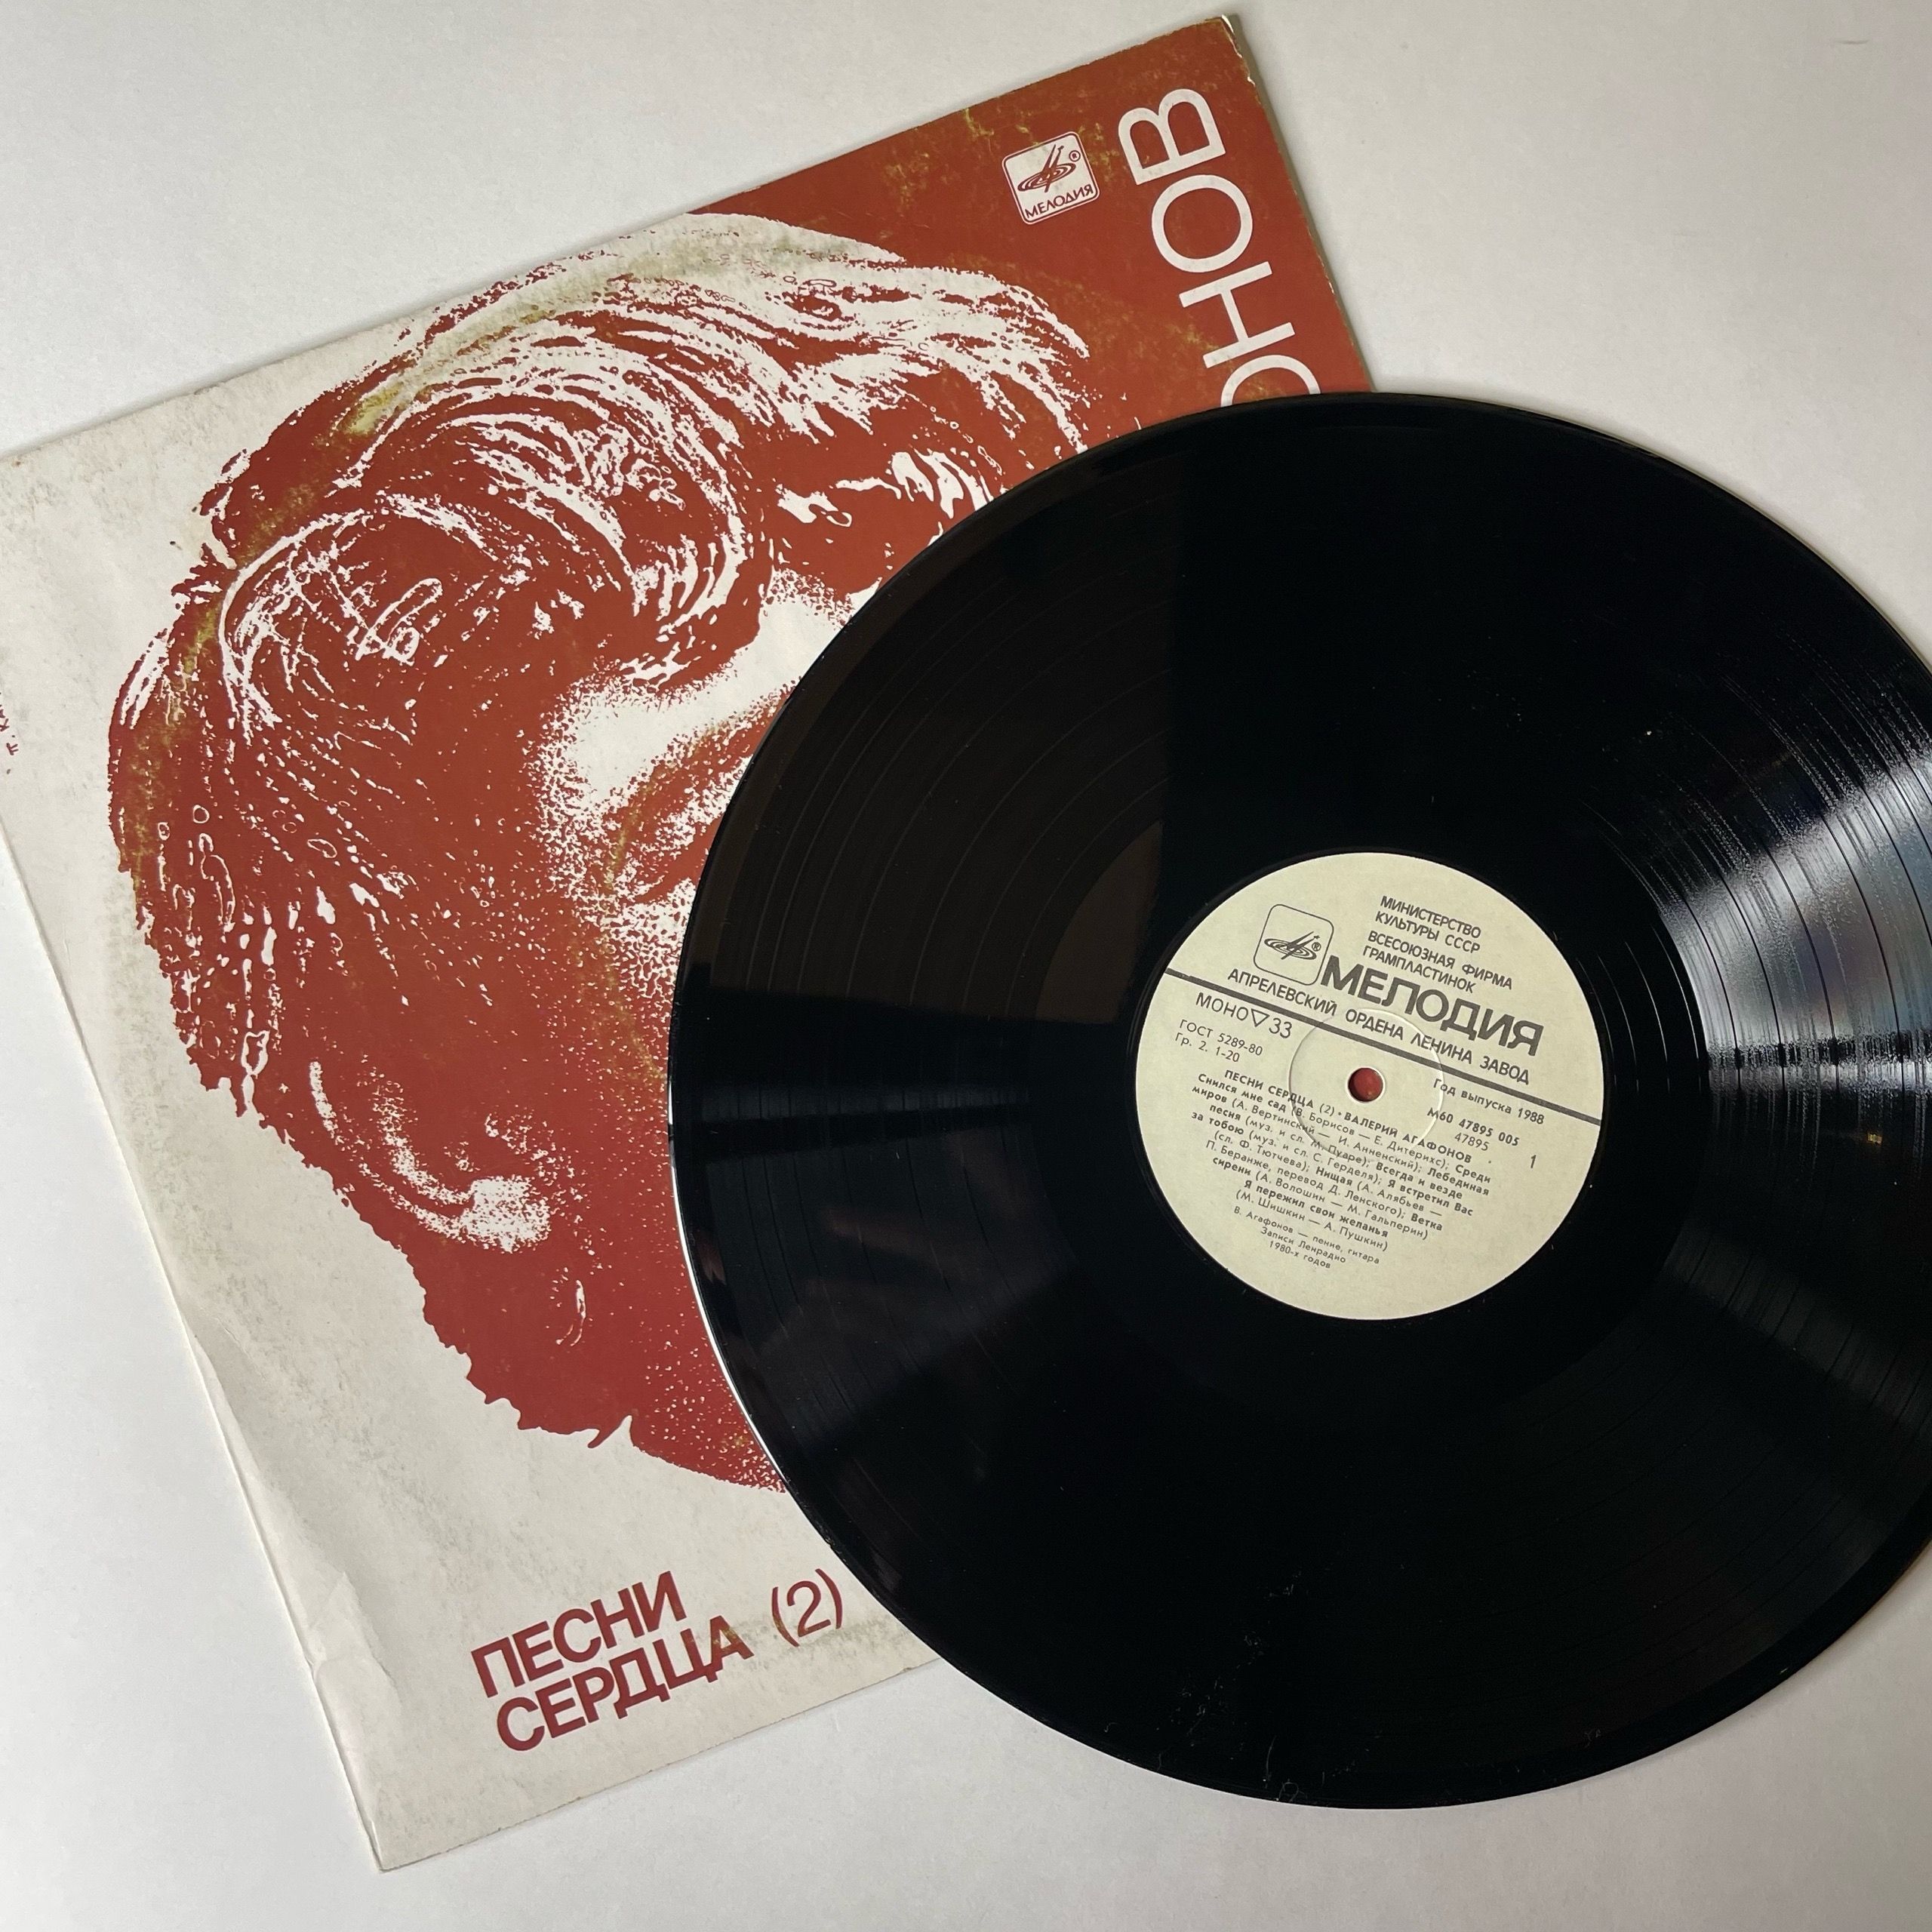 МЕЛОДИЯ
ОНОВ
ПЕСНИ
СЕРДЦА (2)
МИНИСТЕРСТВО
КУЛЬТУРЫ СССР
ВСЕСОЮЗНАЯ ФИРМА
ГРАМПЛАСТИНОК
МЕЛОДИЯ
АПРЕЛЕВСКИЙ ОРДЕНА ЛЕНИНА ЗАВОД
МОНО 33
ГОСТ 5289-80
Гр. 2. 1-20
Год выпуска 1988
М60 47895 005
47895
1
ПЕСНИ СЕРДЦА (2) • ВАЛЕРИЙ АГАФОНОВ
Снился мне сад (В. Борисов — Е. Дитерихс); Среди
миров (А. Вертинский — И. Анненский); Лебединая
песня (муз. и сл. М. Пуаре); Всегда и везде
за тобою (муз. и сл. С. Герделя); Я встретил Вас
(сл. Ф. Тютчева); Нищая (А. Алябьев —
П. Беранже, перевод Д. Ленского); Ветка
сирени (А. Волошин — М. Гальперин)
Я пережил свои желанья
(М. Шишкин — А. Пушкин)
В. Агафонов — пение, гитара
Записи Ленрадио
1980-х годов